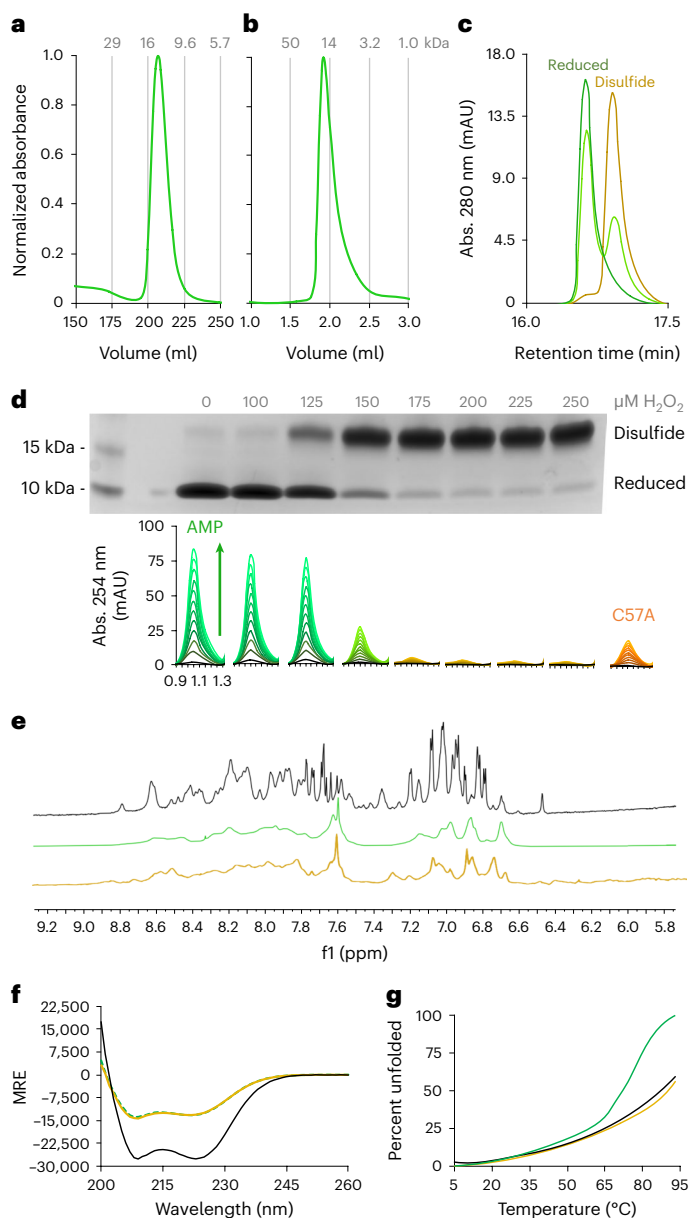 a
29 16 9.6 5.7
Normalized absorbance
1.0
0.8
0.6
0.4
0.2
0
150 175 200 225 250
Volume (ml)
b
50 14 3.2 1.0 kDa
1.0 1.5 2.0 2.5 3.0
Volume (ml)
c
Abs. 280 nm (mAU)
18.0
13.5
9.0
4.5
0
Reduced
Disulfide
16.0 17.5
Retention time (min)
d
0 100 125 150 175 200 225 250 μM H₂O₂
Disulfide
15 kDa -
10 kDa -
Reduced
Abs. 254 nm
(mAU)
100
75
50
25
0
AMP
C57A
0.9 1.1 1.3
e
9.2 9.0 8.8 8.6 8.4 8.2 8.0 7.8 7.6 7.4 7.2 7.0 6.8 6.6 6.4 6.2 6.0 5.8
f1 (ppm)
f
MRE
22,500
15,000
7,500
0
−7,500
−15,000
−22,500
−30,000
200 215 230 245 260
Wavelength (nm)
g
Percent unfolded
100
75
50
25
0
5 20 35 50 65 80 95
Temperature (°C)